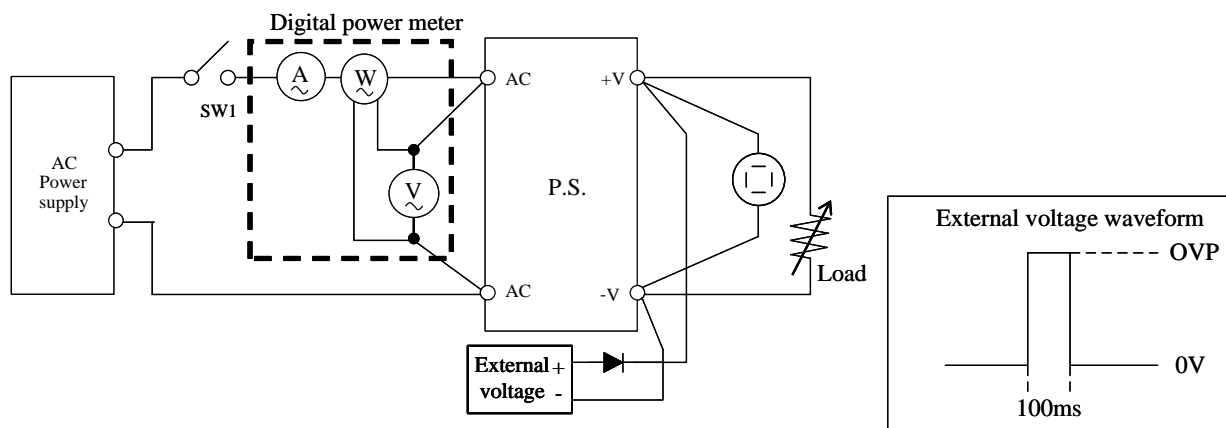 Digital power meter
A
W
SW1
V
AC
Power
supply
AC
+V
P.S.
AC
-V
Load
External +
voltage -
External voltage waveform
OVP
0V
100ms